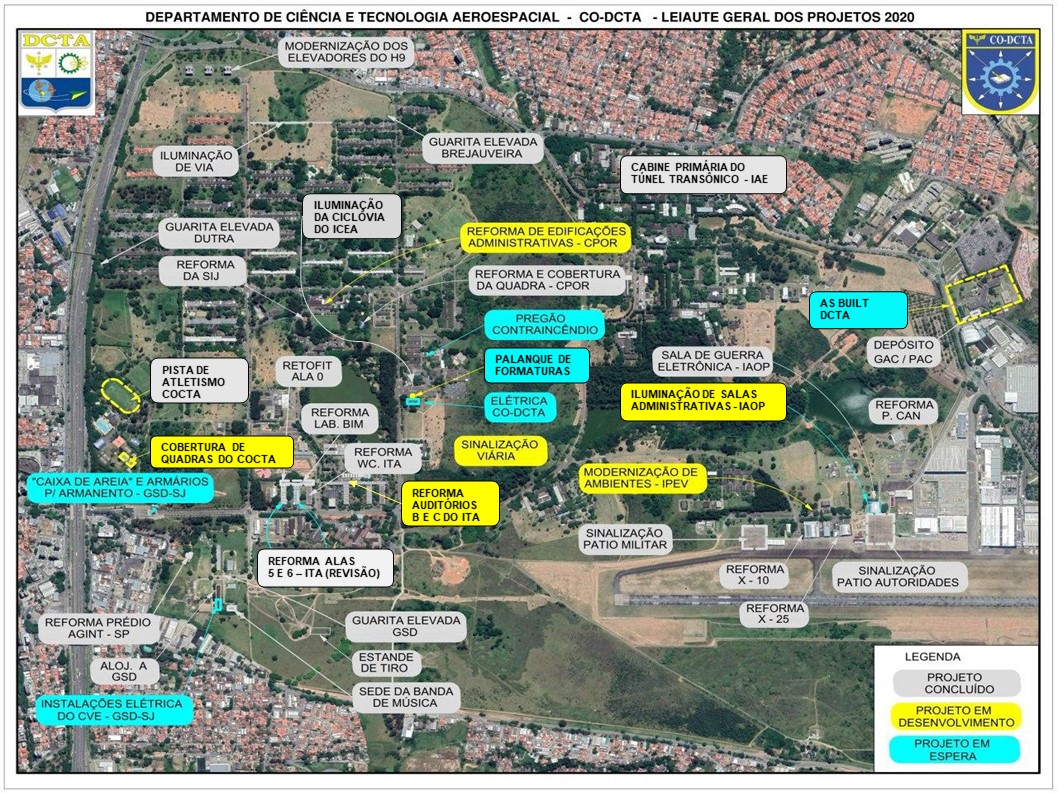 DEPARTAMENTO DE CIÊNCIA E TECNOLOGIA AEROESPACIAL - CO-DCTA - LEIAUTE GERAL DOS PROJETOS 2020
DCTA
CO-DCTA
MODERNIZAÇÃO DOS
ELEVADORES DO H9
GUARITA ELEVADA
BREJAUVEIRA
ILUMINAÇÃO
DE VIA
CABINE PRIMÁRIA DO
TÚNEL TRANSÔNICO - IAE
ILUMINAÇÃO
DA CICLÓVIA
DO ICEA
GUARITA ELEVADA
DUTRA
REFORMA DE EDIFICAÇÕES
ADMINISTRATIVAS - CPOR
REFORMA
DA SIJ
REFORMA E COBERTURA
DA QUADRA - CPOR
AS BUILT
DCTA
PREGÃO
CONTRAINCÊNDIO
DEPÓSITO
GAC / PAC
PISTA DE
ATLETISMO
COCTA
RETOFIT
ALA 0
PALANQUE DE
FORMATURAS
SALA DE GUERRA
ELETRÔNICA - IAOP
ELÉTRICA
CO-DCTA
ILUMINAÇÃO DE SALAS
ADMINISTRATIVAS - IAOP
REFORMA
P. CAN
REFORMA
LAB. BIM
COBERTURA DE
QUADRAS DO COCTA
REFORMA
WC. ITA
SINALIZAÇÃO
VIÁRIA
"CAIXA DE AREIA" E ARMÁRIOS
P/ ARMANENTO - GSD-SJ
REFORMA
AUDITÓRIOS
B E C DO ITA
MODERNIZAÇÃO DE
AMBIENTES - IPEV
SINALIZAÇÃO
PATIO MILITAR
REFORMA ALAS
5 E 6 – ITA (REVISÃO)
REFORMA
X - 10
SINALIZAÇÃO
PATIO AUTORIDADES
REFORMA
X - 25
REFORMA PRÉDIO
AGINT - SP
GUARITA ELEVADA
GSD
ALOJ. A
GSD
ESTANDE
DE TIRO
SEDE DA BANDA
DE MÚSICA
INSTALAÇÕES ELÉTRICA
DO CVE - GSD-SJ
LEGENDA
PROJETO
CONCLUÍDO
PROJETO EM
DESENVOLVIMENTO
PROJETO EM
ESPERA